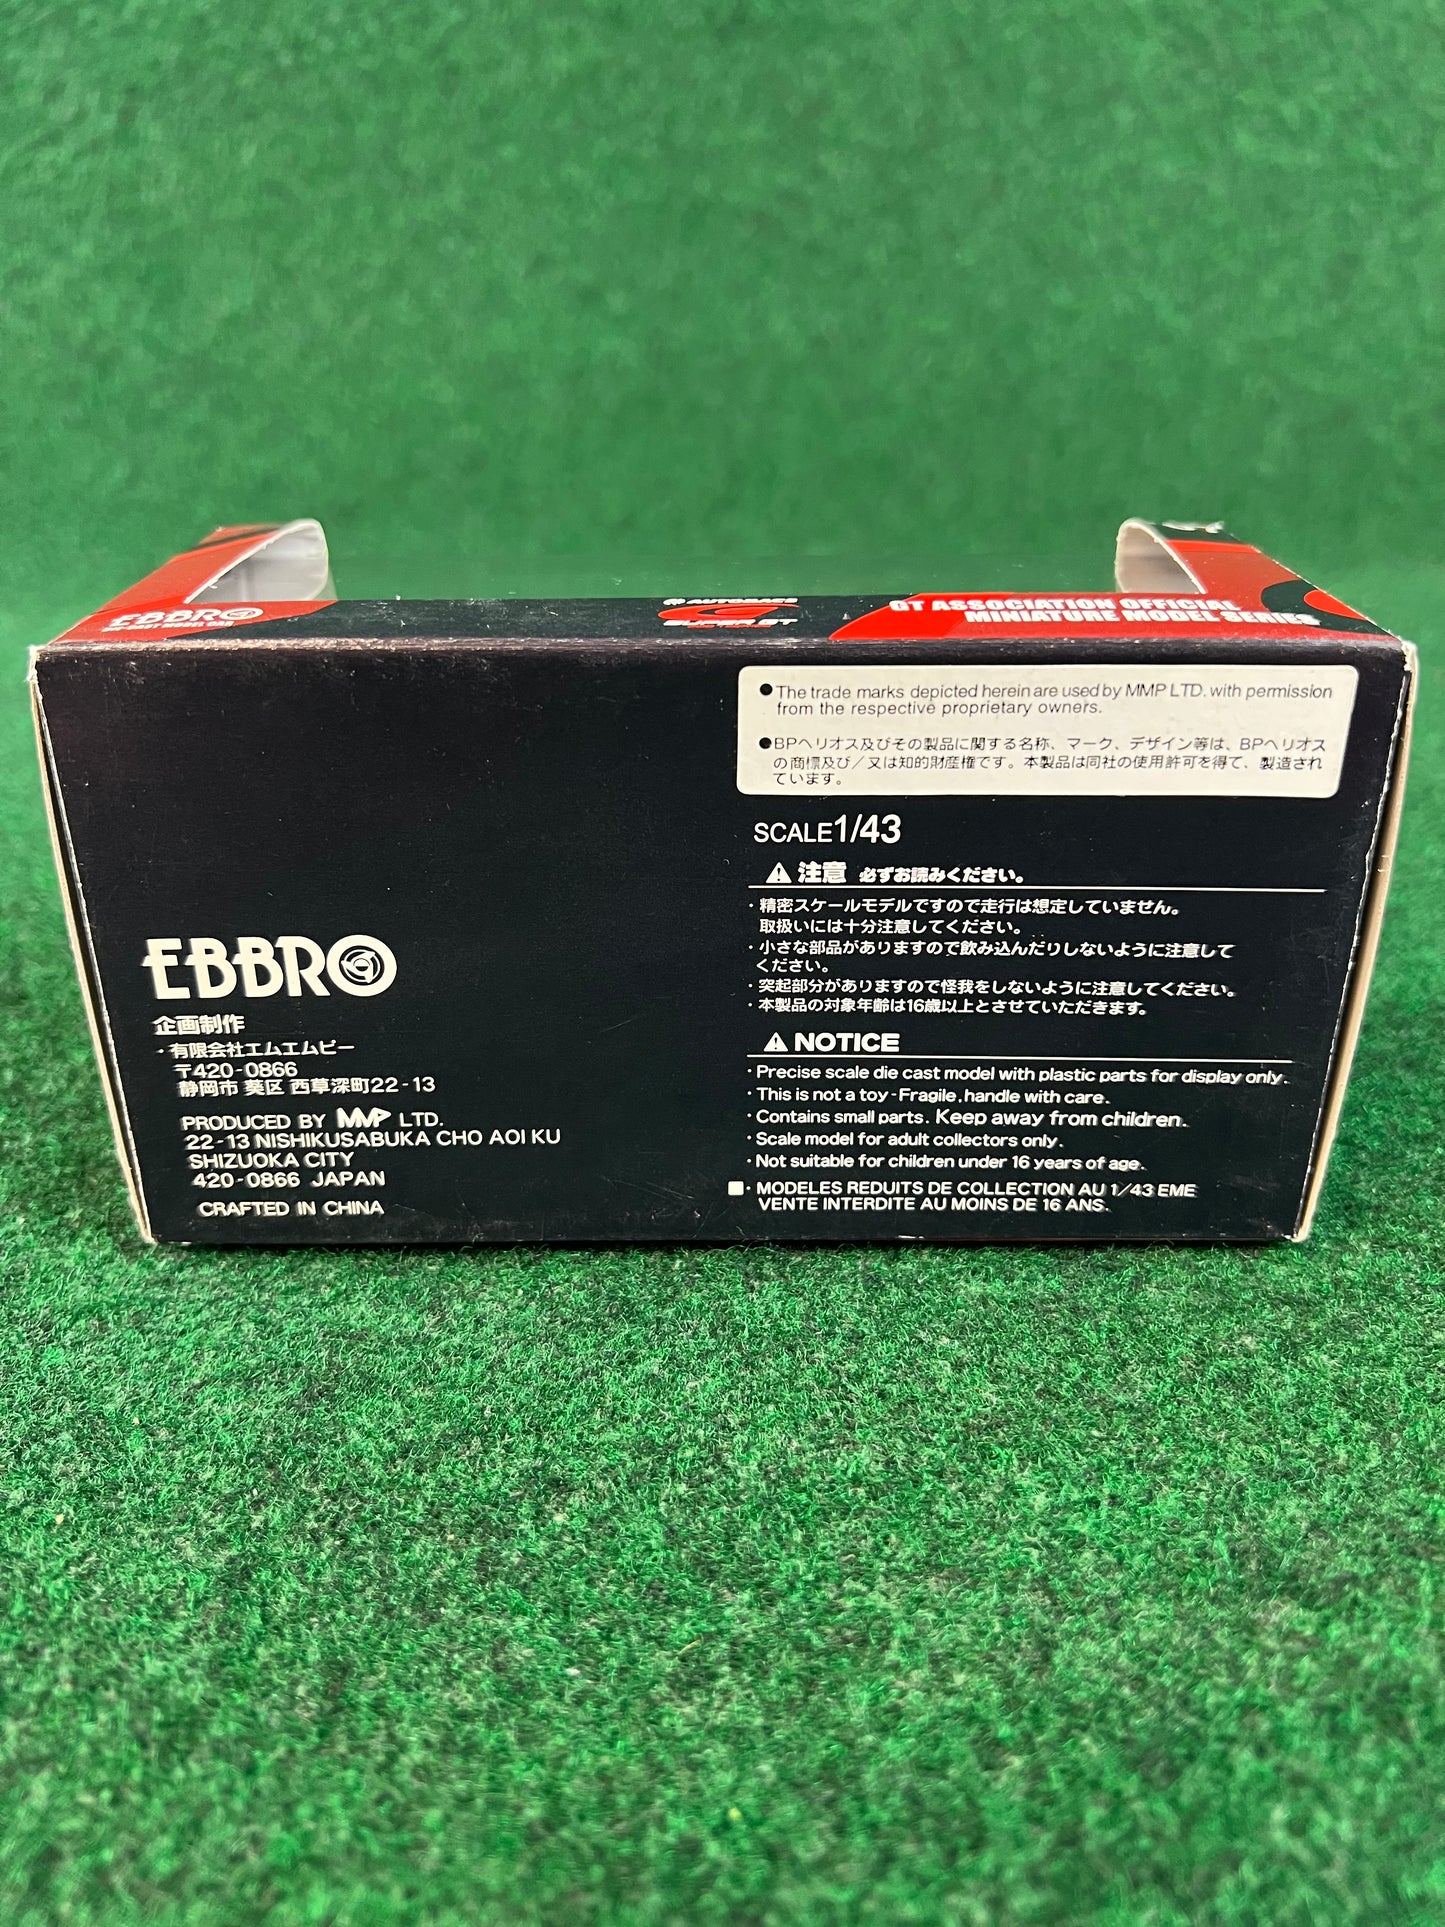 EBBRO
DIE CAST MODEL CAR
AUTOBACS
SUPER GT
GT ASSOCIATION OFFICIAL
MINIATURE MODEL SERIES
●The trade marks depicted herein are used by MMP LTD. with permission
from the respective proprietary owners.
●BPヘリオス及びその製品に関する名称、マーク、デザイン等は、BPヘリオス
の商標及び／又は知的財産権です。本製品は同社の使用許可を得て、製造され
ています。
SCALE1/43
⚠注意 必ずお読みください。
・精密スケールモデルですので走行は想定していません。
取扱いには十分注意してください。
・小さな部品がありますので飲み込んだりしないように注意して
ください。
・突起部分がありますので怪我をしないように注意してください。
・本製品の対象年齢は16歳以上とさせていただきます。
⚠NOTICE
・Precise scale die cast model with plastic parts for display only.
・This is not a toy-Fragile, handle with care.
・Contains small parts. Keep away from children.
・Scale model for adult collectors only.
・Not suitable for children under 16 years of age.
■・MODELES REDUITS DE COLLECTION AU 1/43 EME
VENTE INTERDITE AU MOINS DE 16 ANS.
EBBRO
企画制作
・有限会社エムエムピー
〒420-0866
静岡市 葵区 西草深町22-13
PRODUCED BY MMP LTD.
22-13 NISHIKUSABUKA CHO AOI KU
SHIZUOKA CITY
420-0866 JAPAN
CRAFTED IN CHINA